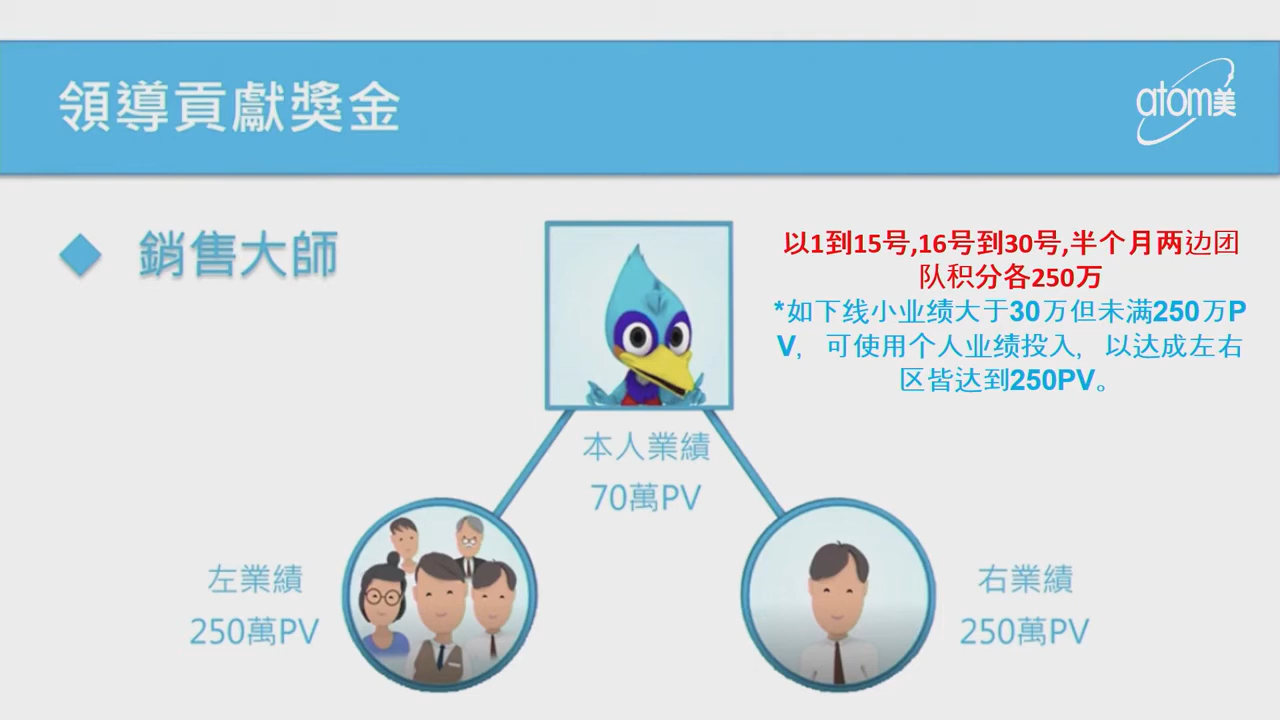 領導貢獻獎金
atom美
銷售大師
以1到15号,16号到30号,半个月两边团
队积分各250万
*如下线小业绩大于30万但未满250万P
V， 可使用个人业绩投入， 以达成左右
区皆达到250PV。
本人業績
70萬PV
左業績
250萬PV
右業績
250萬PV